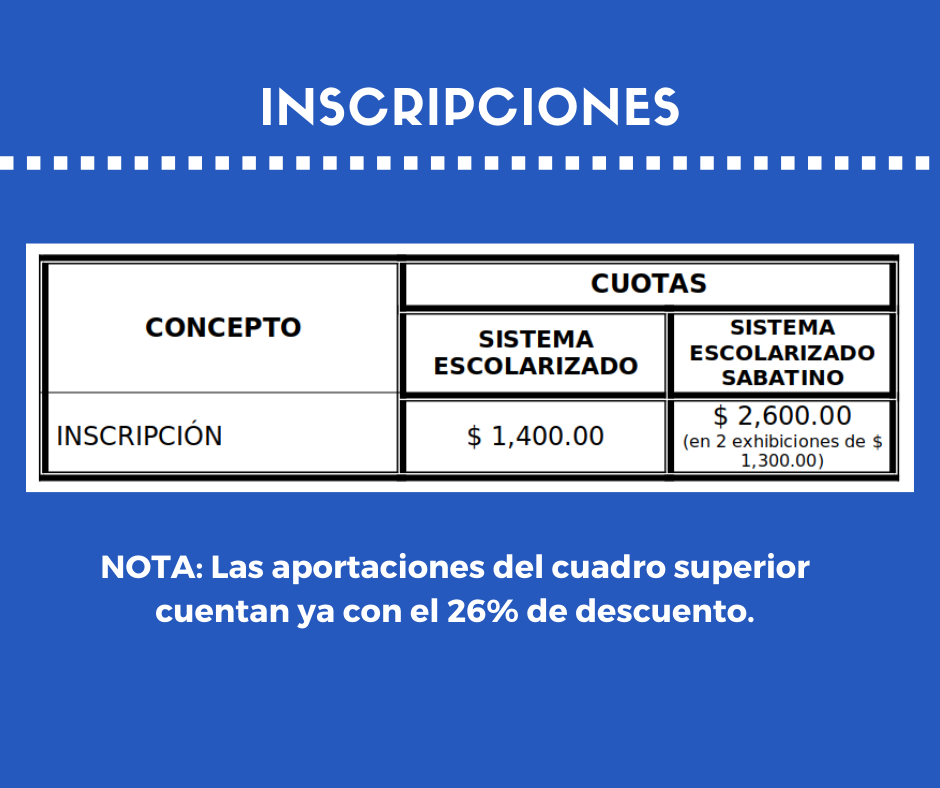 INSCRIPCIONES
CONCEPTO
CUOTAS
SISTEMA
ESCOLARIZADO
SISTEMA
ESCOLARIZADO
SABATINO
INSCRIPCIÓN
$ 1,400.00
$ 2,600.00
(en 2 exhibiciones de $
1,300.00)
NOTA: Las aportaciones del cuadro superior
cuentan ya con el 26% de descuento.